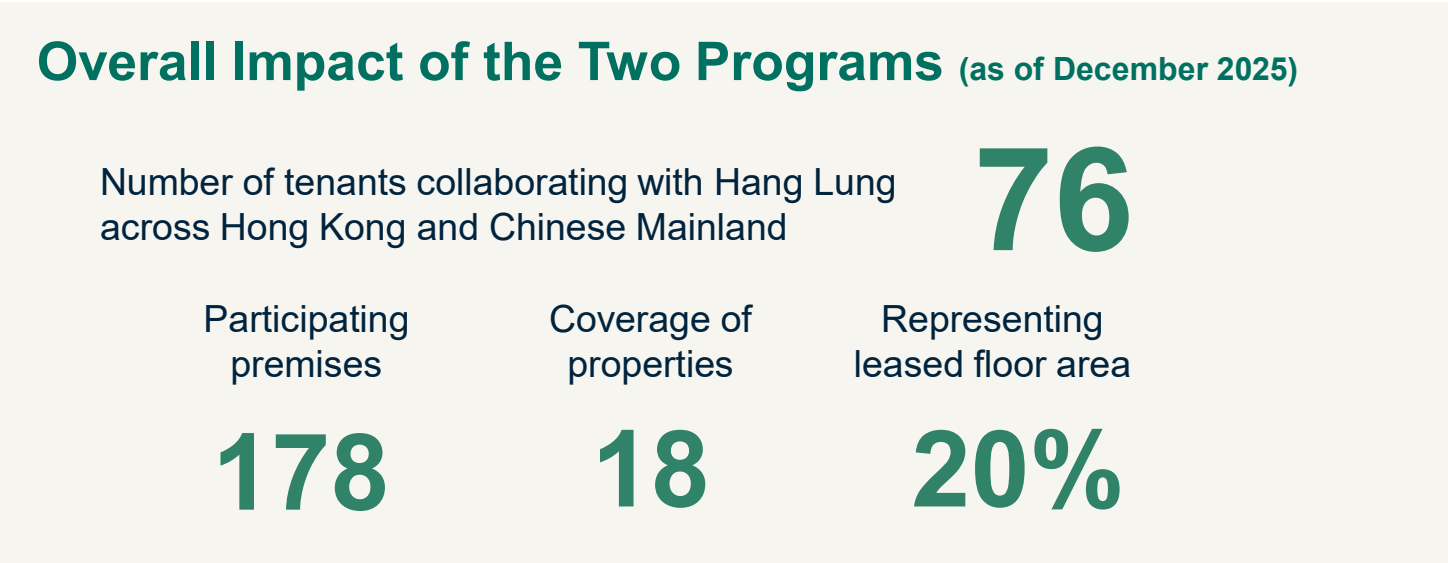 Overall Impact of the Two Programs (as of December 2025)
Number of tenants collaborating with Hang Lung
across Hong Kong and Chinese Mainland
76
Participating
premises
178
Coverage of
properties
18
Representing
leased floor area
20%